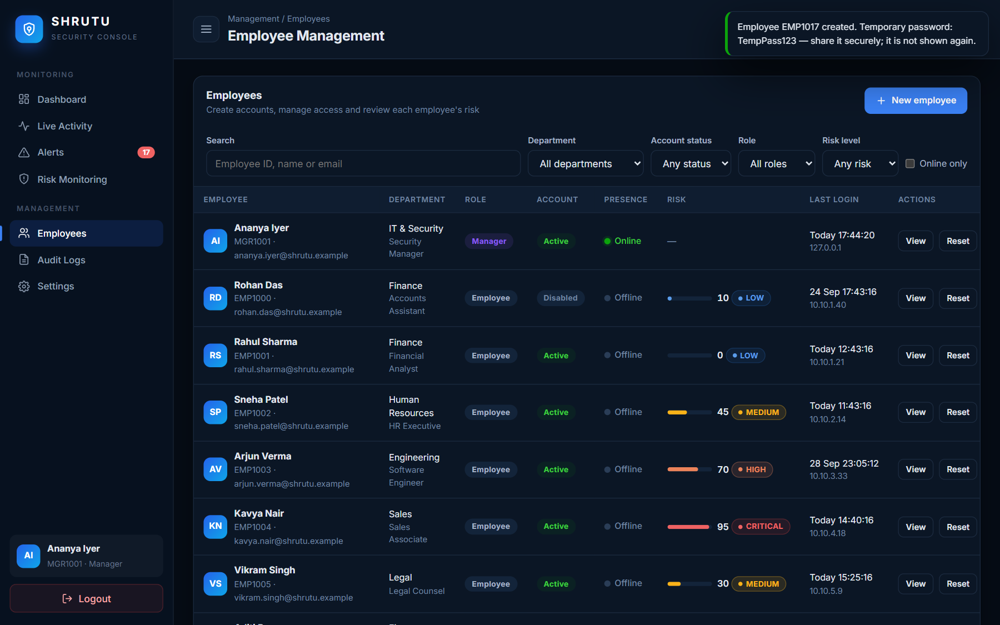 SHRUTU
SECURITY CONSOLE
MONITORING
Dashboard
Live Activity
Alerts 17
Risk Monitoring
MANAGEMENT
Employees
Audit Logs
Settings
Ananya Iyer
MGR1001 · Manager
Logout
Management / Employees
Employee Management
Employee EMP1017 created. Temporary password:
TempPass123 — share it securely; it is not shown again.
Employees
Create accounts, manage access and review each employee's risk
New employee
Search Department Account status Role Risk level
Employee ID, name or email All departments Any status All roles Any risk Online only
EMPLOYEE DEPARTMENT ROLE ACCOUNT PRESENCE RISK LAST LOGIN ACTIONS
AI
Ananya Iyer
MGR1001 ·
ananya.iyer@shrutu.example
IT & Security
Security
Manager
Manager Active Online —
Today 17:44:20
127.0.0.1
View Reset
RD
Rohan Das
EMP1000 ·
rohan.das@shrutu.example
Finance
Accounts
Assistant
Employee Disabled Offline 10 LOW
24 Sep 17:43:16
10.10.1.40
View Reset
RS
Rahul Sharma
EMP1001 ·
rahul.sharma@shrutu.example
Finance
Financial
Analyst
Employee Active Offline 0 LOW
Today 12:43:16
10.10.1.21
View Reset
SP
Sneha Patel
EMP1002 ·
sneha.patel@shrutu.example
Human
Resources
HR Executive
Employee Active Offline 45 MEDIUM
Today 11:43:16
10.10.2.14
View Reset
AV
Arjun Verma
EMP1003 ·
arjun.verma@shrutu.example
Engineering
Software
Engineer
Employee Active Offline 70 HIGH
28 Sep 23:05:12
10.10.3.33
View Reset
KN
Kavya Nair
EMP1004 ·
kavya.nair@shrutu.example
Sales
Sales
Associate
Employee Active Offline 95 CRITICAL
Today 14:40:16
10.10.4.18
View Reset
VS
Vikram Singh
EMP1005 ·
vikram.singh@shrutu.example
Legal
Legal Counsel
Employee Active Offline 30 MEDIUM
Today 15:25:16
10.10.5.9
View Reset
AI